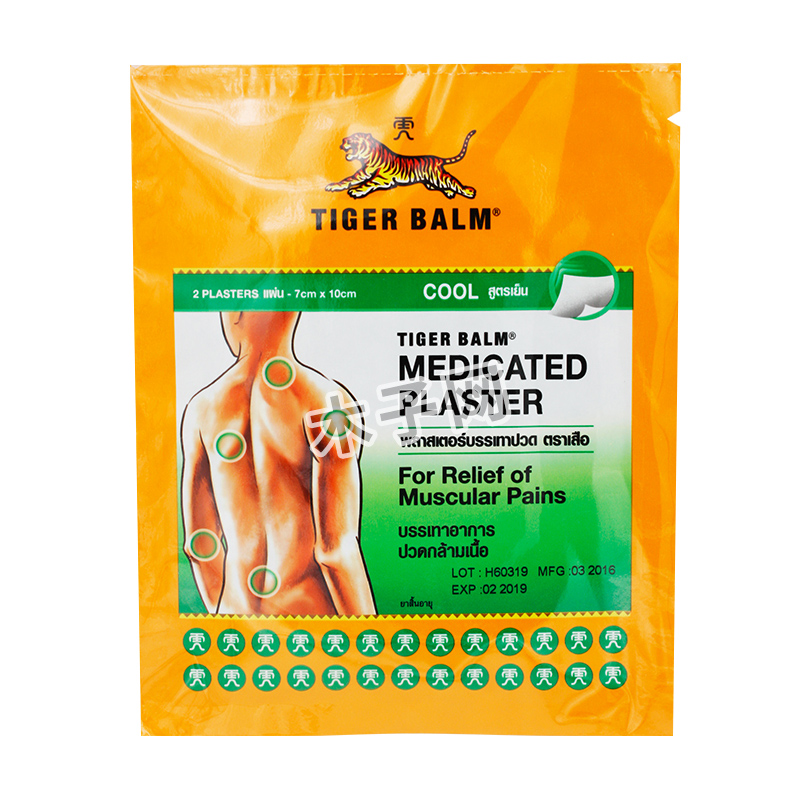 TIGER BALM®
2 PLASTERS แผ่น - 7cm x 10cm
COOL สูตรเย็น
TIGER BALM®
MEDICATED
PLASTER
พลาสเตอร์บรรเทาปวด ตราเสือ
For Relief of
Muscular Pains
บรรเทาอาการ
ปวดกล้ามเนื้อ
LOT : H60319 MFG :03 2016
EXP :02 2019
ยาสิ้นอายุ
木子网